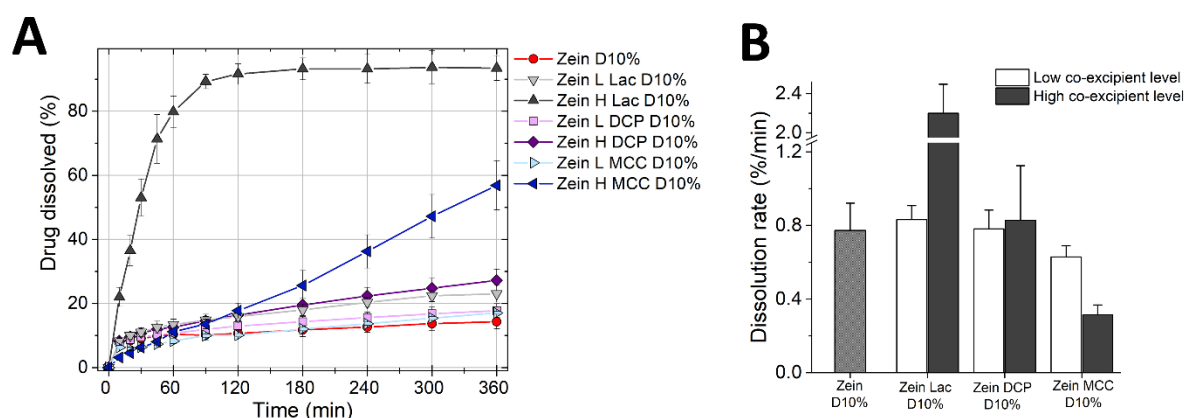 A
Drug dissolved (%)
80
60
40
20
0
0 60 120 180 240 300 360
Time (min)
Zein D10%
Zein L Lac D10%
Zein H Lac D10%
Zein L DCP D10%
Zein H DCP D10%
Zein L MCC D10%
Zein H MCC D10%
B
Dissolution rate (%/min)
2.4
2.0
1.2
0.8
0.4
0.0
Low co-excipient level
High co-excipient level
Zein Zein Lac Zein DCP Zein MCC
D10% D10% D10% D10%